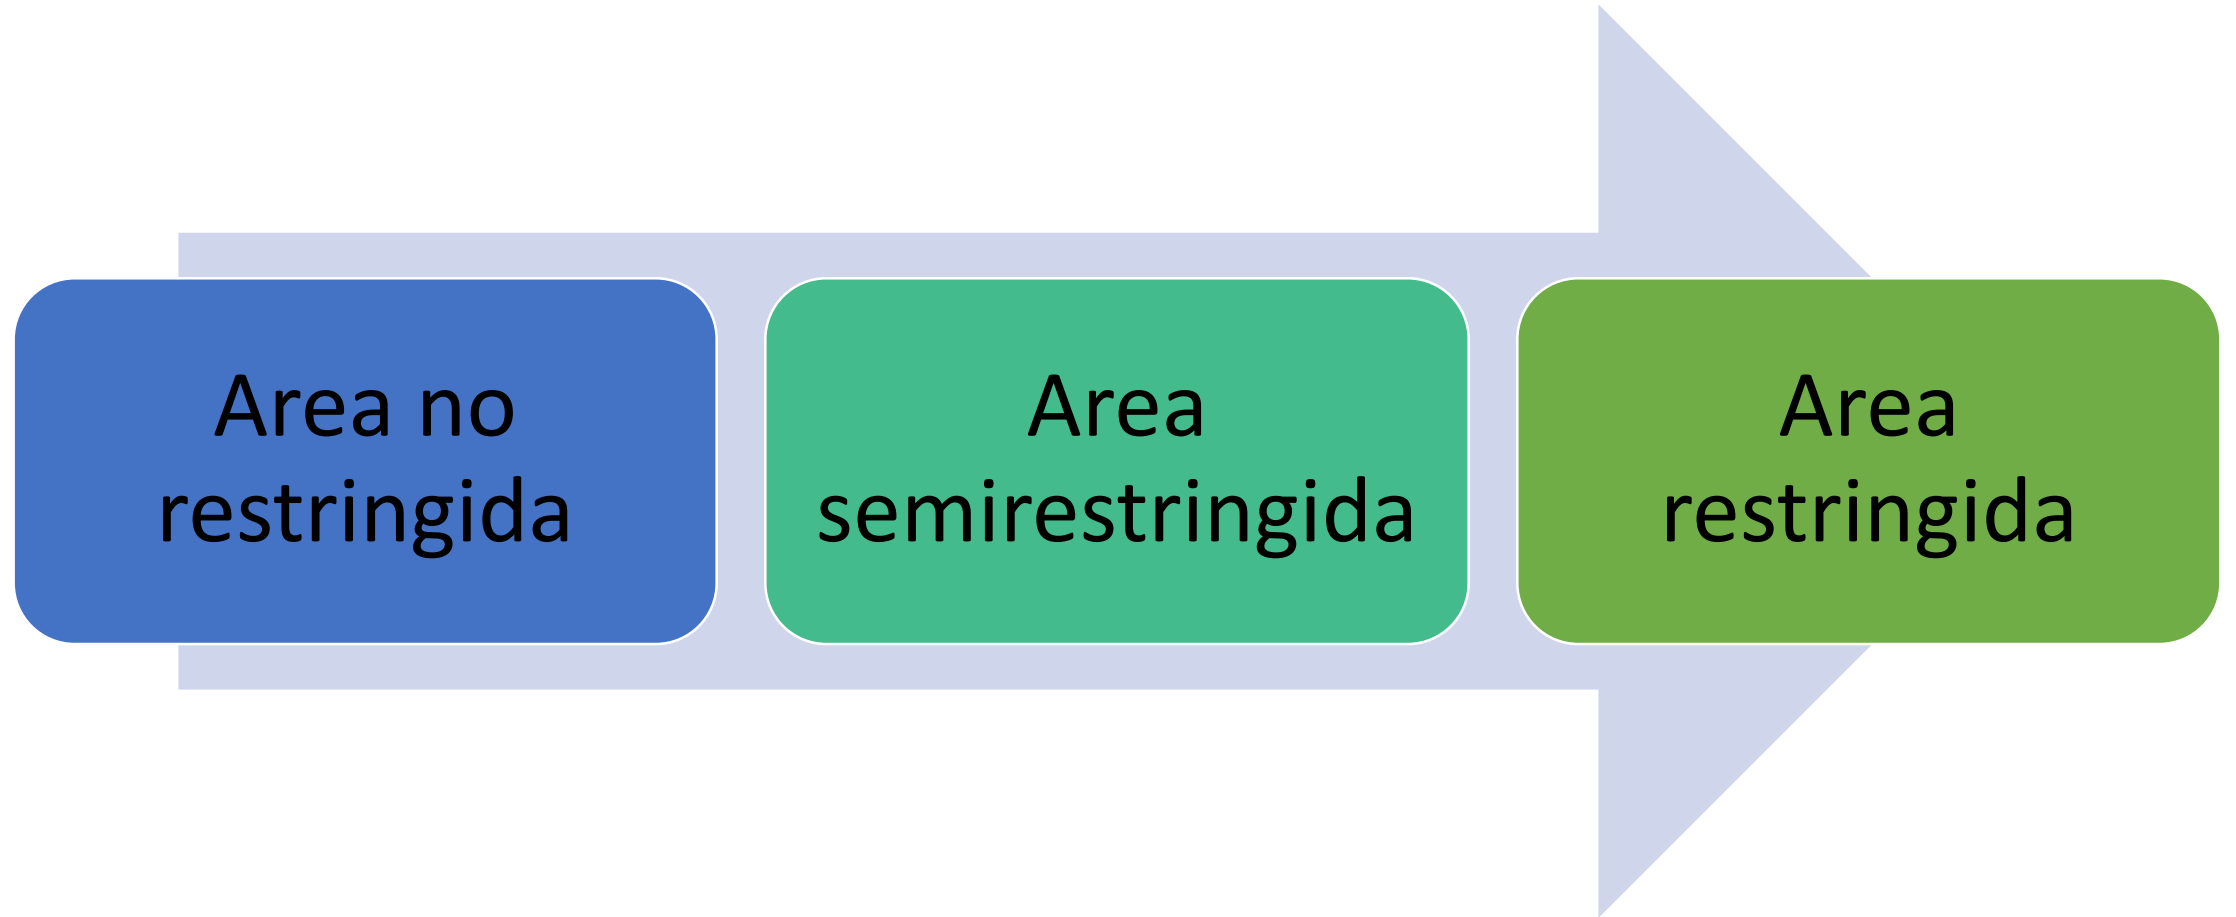 Area no
restringida
Area
semirestringida
Area
restringida